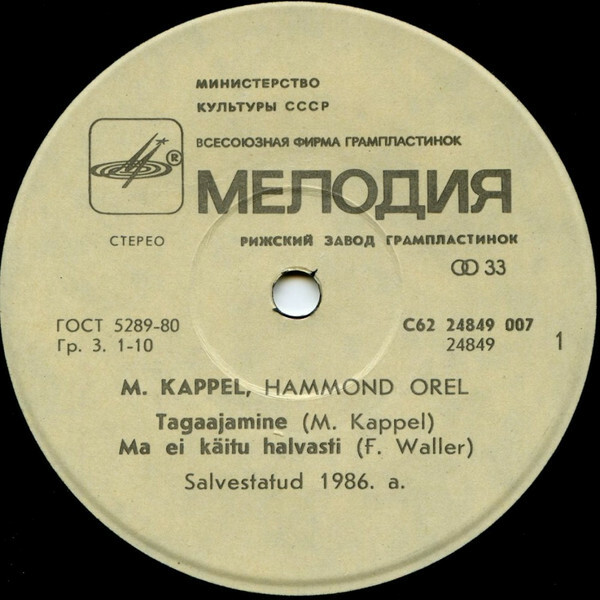 МИНИСТЕРСТВО
КУЛЬТУРЫ СССР
ВСЕСОЮЗНАЯ ФИРМА ГРАМПЛАСТИНОК
®
МЕЛОДИЯ
СТЕРЕО
РИЖСКИЙ ЗАВОД ГРАМПЛАСТИНОК
33
ГОСТ 5289-80
С62 24849 007
Гр. 3. 1-10
24849
1
M. KAPPEL, HAMMOND OREL
Tagaajamine (M. Kappel)
Ma ei käitu halvasti (F. Waller)
Salvestatud 1986. a.